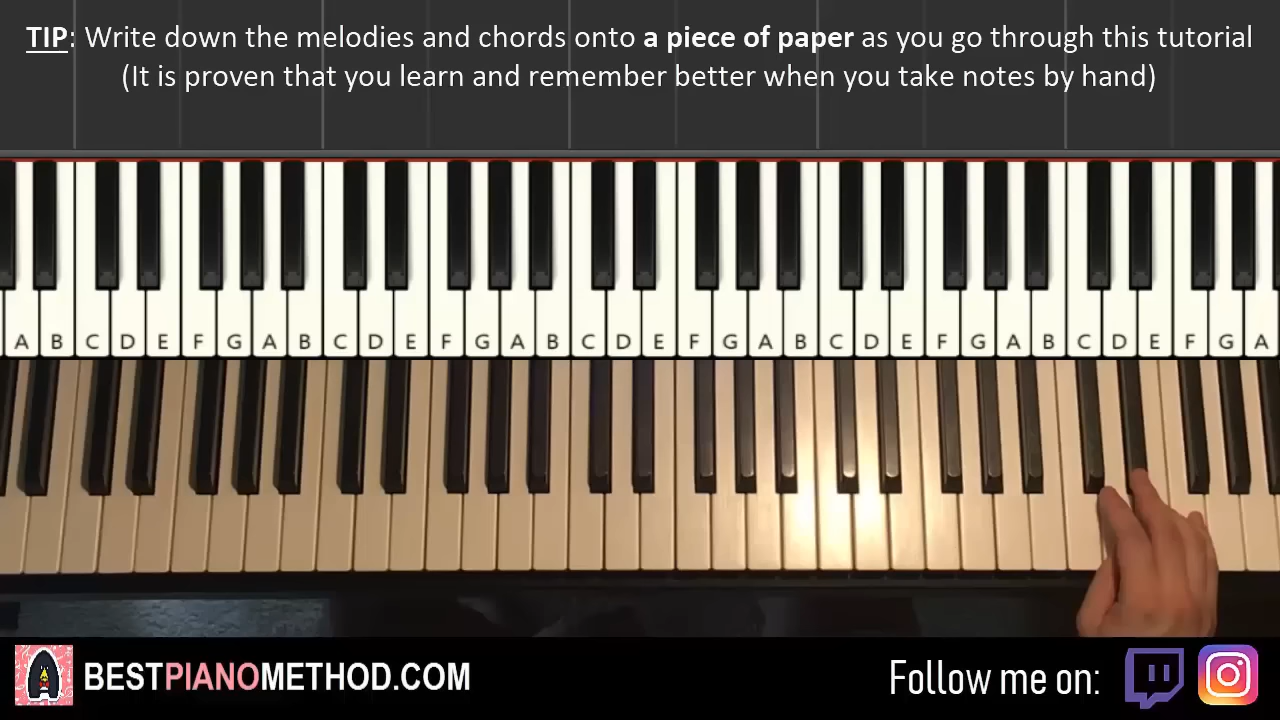 TIP: Write down the melodies and chords onto a piece of paper as you go through this tutorial
(It is proven that you learn and remember better when you take notes by hand)
A B C D E F G A B C D E F G A B C D E F G A B C D E F G A B C D E F G A
BESTPIANOMETHOD.COM
Follow me on: